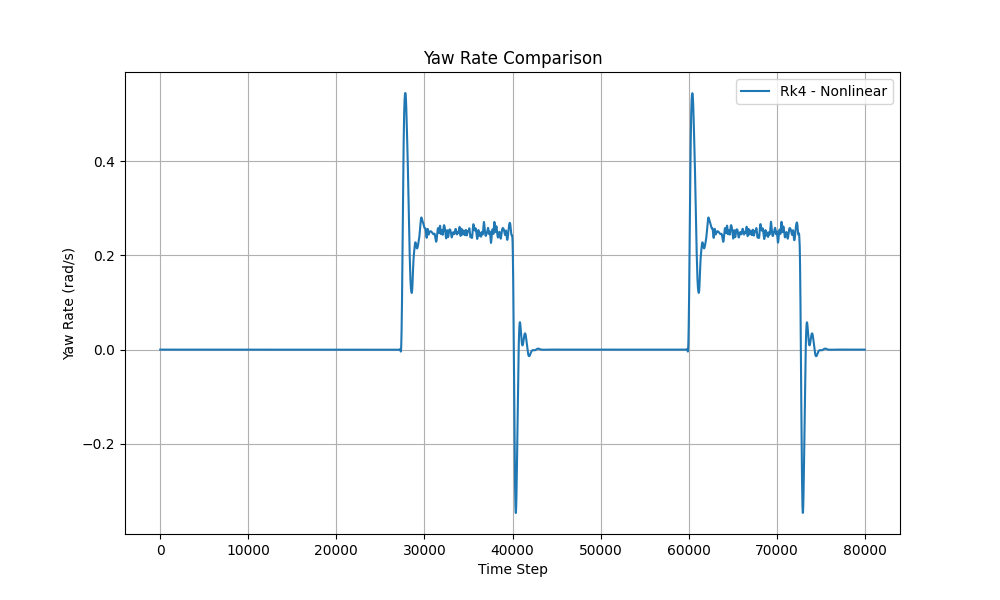 Yaw Rate Comparison
Rk4 - Nonlinear
0.4
0.2
0.0
−0.2
Yaw Rate (rad/s)
0 10000 20000 30000 40000 50000 60000 70000 80000
Time Step